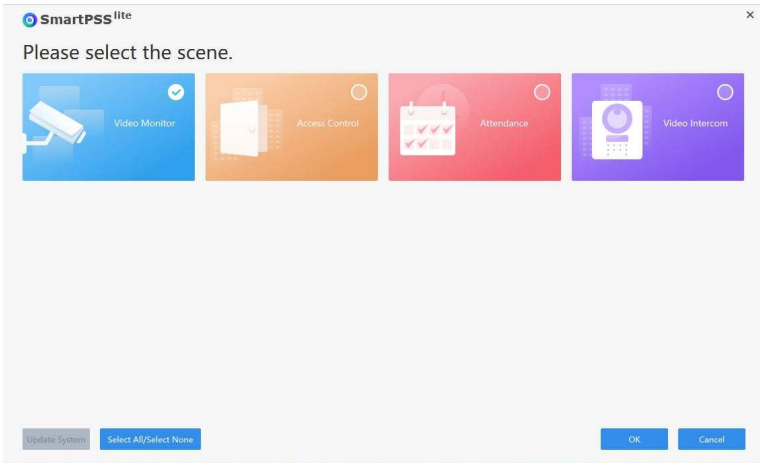 SmartPSS lite
Please select the scene.
Video Monitor
Access Control
Attendance
Video Intercom
Update System
Select All/Select None
OK
Cancel